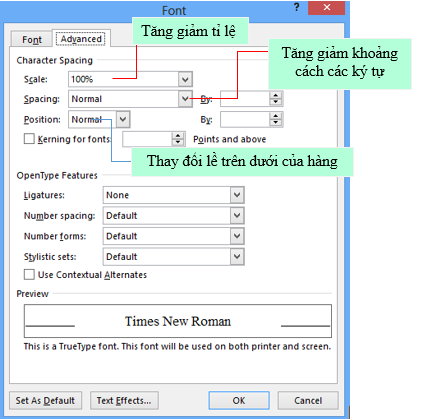 Font
?
Tăng giảm tỉ lệ
Font
Advanced
Tăng giảm khoảng
cách các ký tự
Character Spacing
Scale: 100%
Spacing: Normal By:
Position: Normal By:
Kerning for fonts: Points and above
Thay đổi lề trên dưới của hàng
OpenType Features
Ligatures: None
Number spacing: Default
Number forms: Default
Stylistic sets: Default
Use Contextual Alternates
Preview
Times New Roman
This is a TrueType font. This font will be used on both printer and screen.
Set As Default Text Effects... OK Cancel